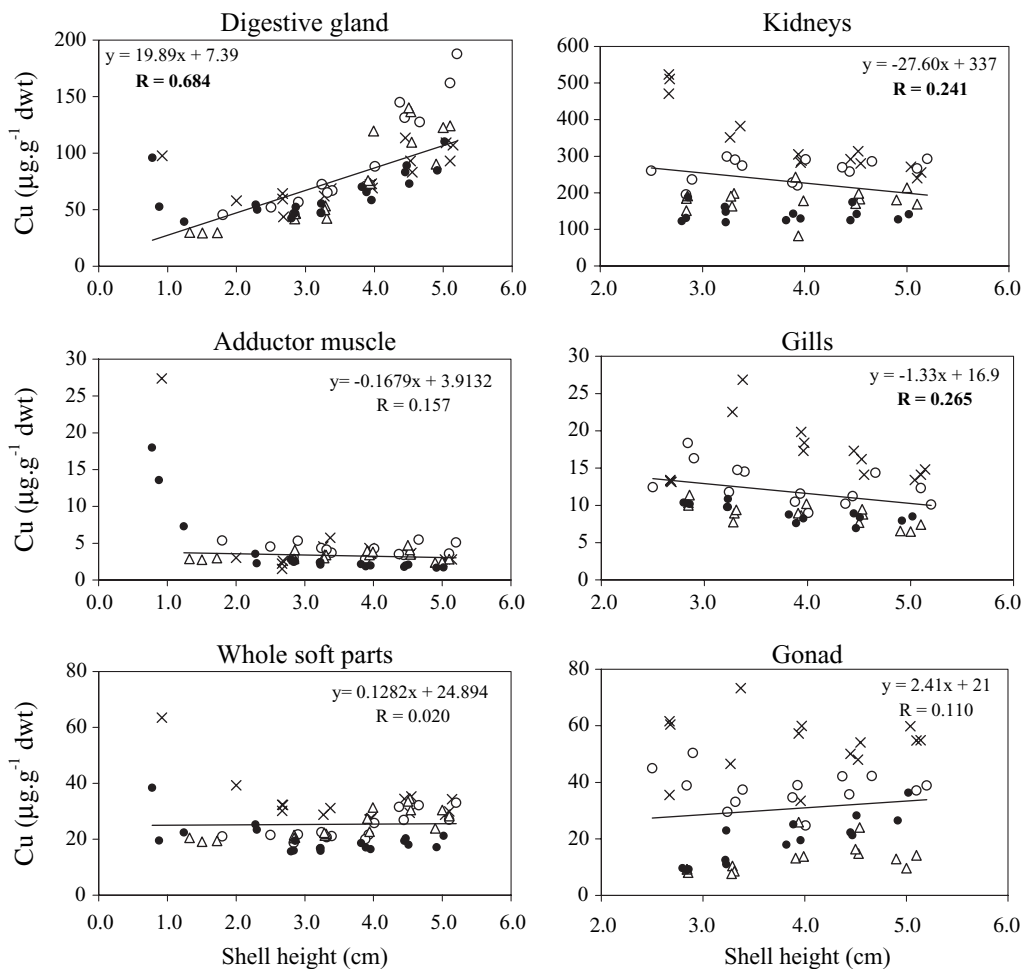 Digestive gland
Cu (µg.g⁻¹ dwt)
y = 19.89x + 7.39
R = 0.684
200
150
100
50
0
0.0 1.0 2.0 3.0 4.0 5.0 6.0
Kidneys
y = -27.60x + 337
R = 0.241
600
500
400
300
200
100
0
2.0 3.0 4.0 5.0 6.0
Adductor muscle
Cu (µg.g⁻¹ dwt)
y= -0.1679x + 3.9132
R = 0.157
30
25
20
15
10
5
0
0.0 1.0 2.0 3.0 4.0 5.0 6.0
Gills
y = -1.33x + 16.9
R = 0.265
30
25
20
15
10
5
0
2.0 3.0 4.0 5.0 6.0
Whole soft parts
Cu (µg.g⁻¹ dwt)
y= 0.1282x + 24.894
R = 0.020
80
60
40
20
0
0.0 1.0 2.0 3.0 4.0 5.0 6.0
Shell height (cm)
Gonad
y = 2.41x + 21
R = 0.110
80
60
40
20
0
2.0 3.0 4.0 5.0 6.0
Shell height (cm)